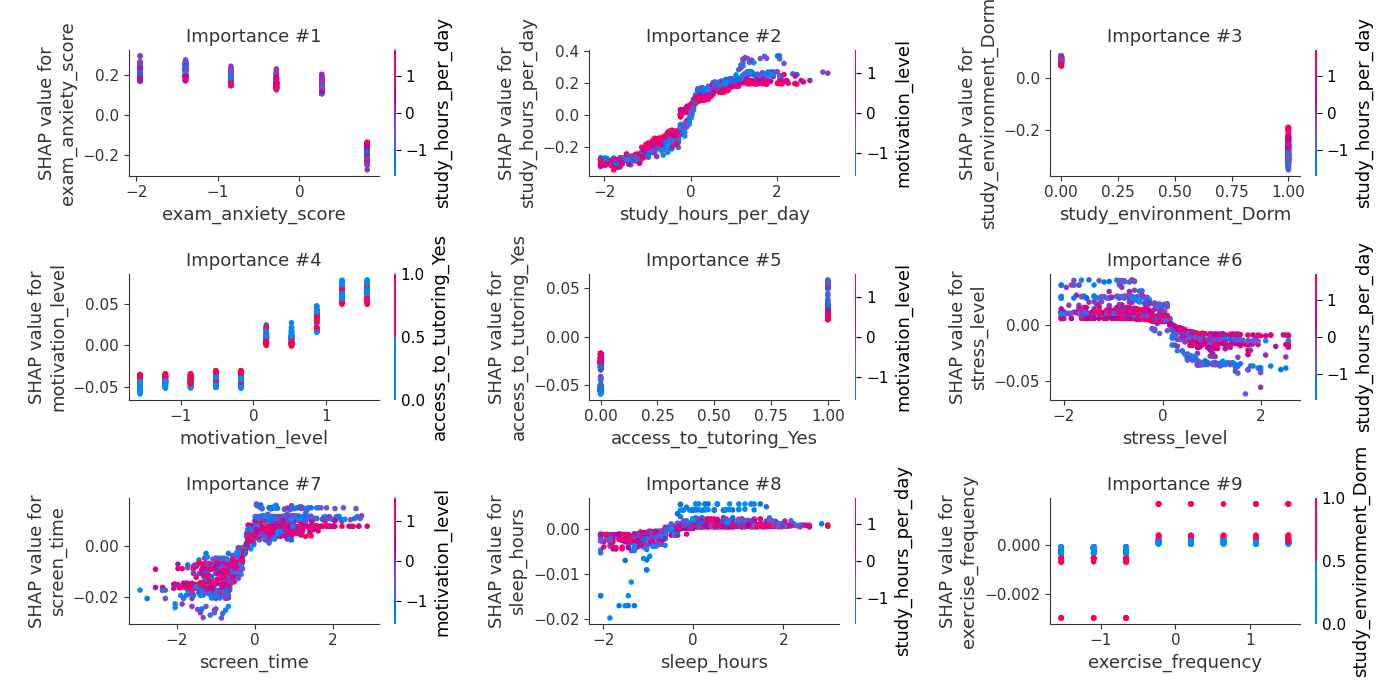 Importance #1
SHAP value for
exam_anxiety_score
0.2
0.0
−0.2
−2
−1
0
exam_anxiety_score
1
0
−1
study_hours_per_day
Importance #2
SHAP value for
study_hours_per_day
0.4
0.2
0.0
−0.2
−2
0
2
study_hours_per_day
1
0
−1
motivation_level
Importance #3
SHAP value for
study_environment_Dorm
0.0
−0.2
0.00
0.25
0.50
0.75
1.00
study_environment_Dorm
1
0
−1
study_hours_per_day
Importance #4
SHAP value for
motivation_level
0.05
0.00
−0.05
−1
0
1
motivation_level
1.0
0.5
0.0
access_to_tutoring_Yes
Importance #5
SHAP value for
access_to_tutoring_Yes
0.05
0.00
−0.05
0.00
0.25
0.50
0.75
1.00
access_to_tutoring_Yes
1
0
−1
motivation_level
Importance #6
SHAP value for
stress_level
0.00
−0.05
−2
0
2
stress_level
1
0
−1
study_hours_per_day
Importance #7
SHAP value for
screen_time
0.00
−0.02
−2
0
2
screen_time
1
0
−1
motivation_level
Importance #8
SHAP value for
sleep_hours
0.00
−0.01
−0.02
−2
0
2
sleep_hours
1
0
−1
study_hours_per_day
Importance #9
SHAP value for
exercise_frequency
0.000
−0.002
−1
0
1
exercise_frequency
1.0
0.5
0.0
study_environment_Dorm